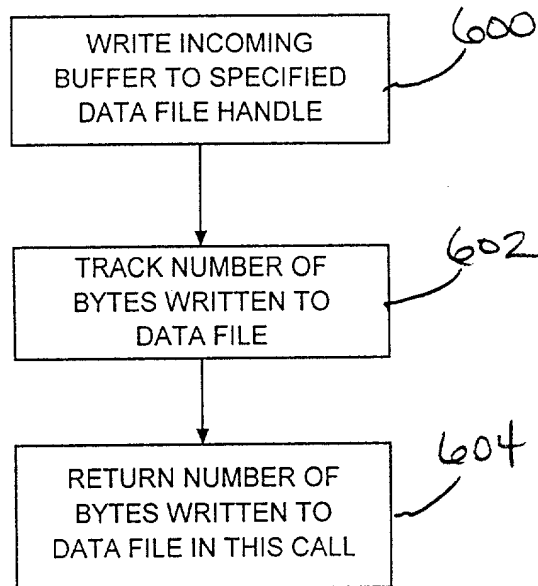 WRITE INCOMING
BUFFER TO SPECIFIED
DATA FILE HANDLE
600
TRACK NUMBER OF
BYTES WRITTEN TO
DATA FILE
602
RETURN NUMBER OF
BYTES WRITTEN TO
DATA FILE IN THIS CALL
604